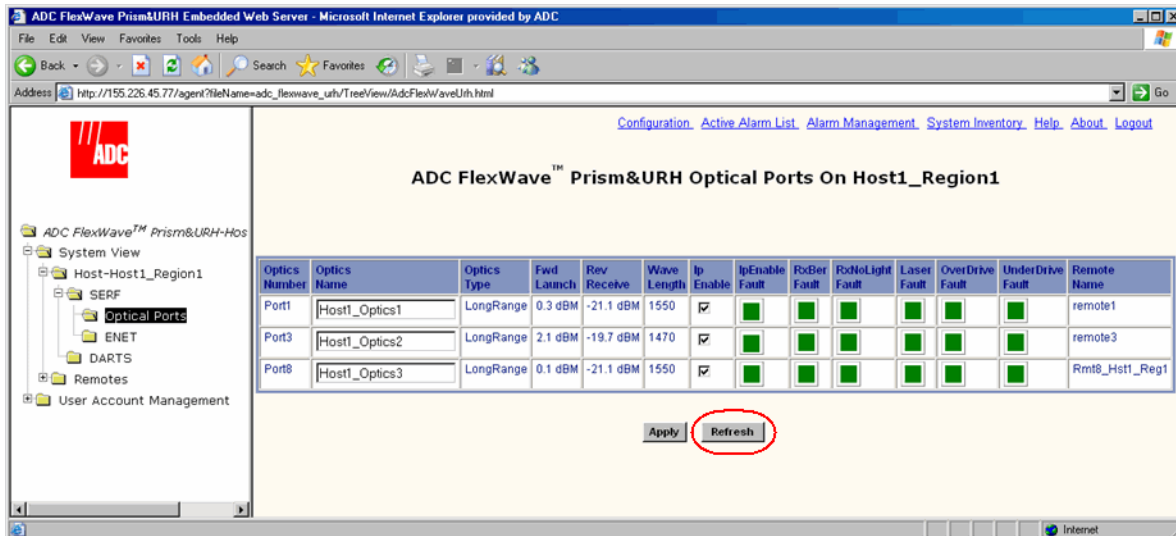 ADC FlexWave Prism&URH Embedded Web Server - Microsoft Internet Explorer provided by ADC
File Edit View Favorites Tools Help
Back Search Favorites
Address http://155.226.45.77/agent?fileName=adc_flexwave_urh/TreeView/AdcFlexWaveUrh.html Go
ADC
Configuration Active Alarm List Alarm Management System Inventory Help About Logout
ADC FlexWave™ Prism&URH Optical Ports On Host1_Region1
ADC FlexWave™ Prism&URH-Hos
System View
Host-Host1_Region1
SERF
Optical Ports
ENET
DARTS
Remotes
User Account Management
Optics Number Optics Name Optics Type Fwd Launch Rev Receive Wave Length Ip Enable IpEnable Fault RxBer Fault RxNoLight Fault Laser Fault OverDrive Fault UnderDrive Fault Remote Name
Port1 Host1_Optics1 LongRange 0.3 dBM -21.1 dBM 1550 remote1
Port3 Host1_Optics2 LongRange 2.1 dBM -19.7 dBM 1470 remote3
Port8 Host1_Optics3 LongRange 0.1 dBM -21.1 dBM 1550 Rmt8_Hst1_Reg1
Apply Refresh
Internet